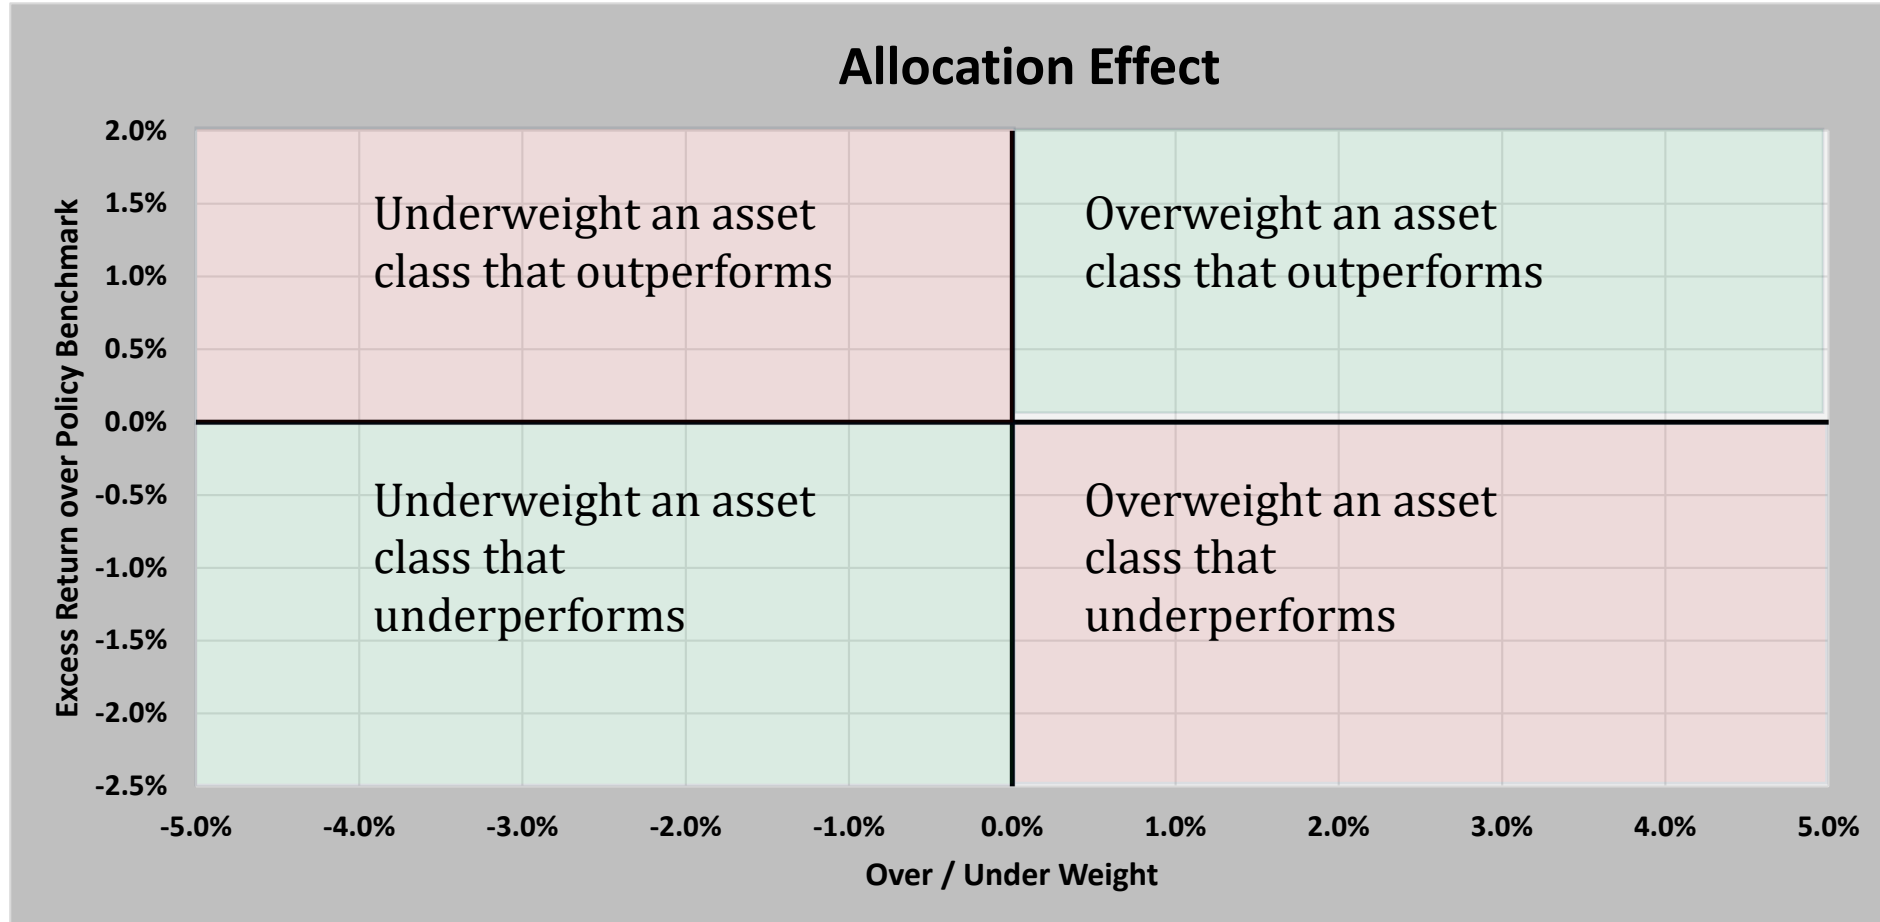 Allocation Effect
Excess Return over Policy Benchmark
2.0%
1.5%
1.0%
0.5%
0.0%
-0.5%
-1.0%
-1.5%
-2.0%
-2.5%
Underweight an asset
class that outperforms
Overweight an asset
class that outperforms
Underweight an asset
class that
underperforms
Overweight an asset
class that
underperforms
-5.0% -4.0% -3.0% -2.0% -1.0% 0.0% 1.0% 2.0% 3.0% 4.0% 5.0%
Over / Under Weight